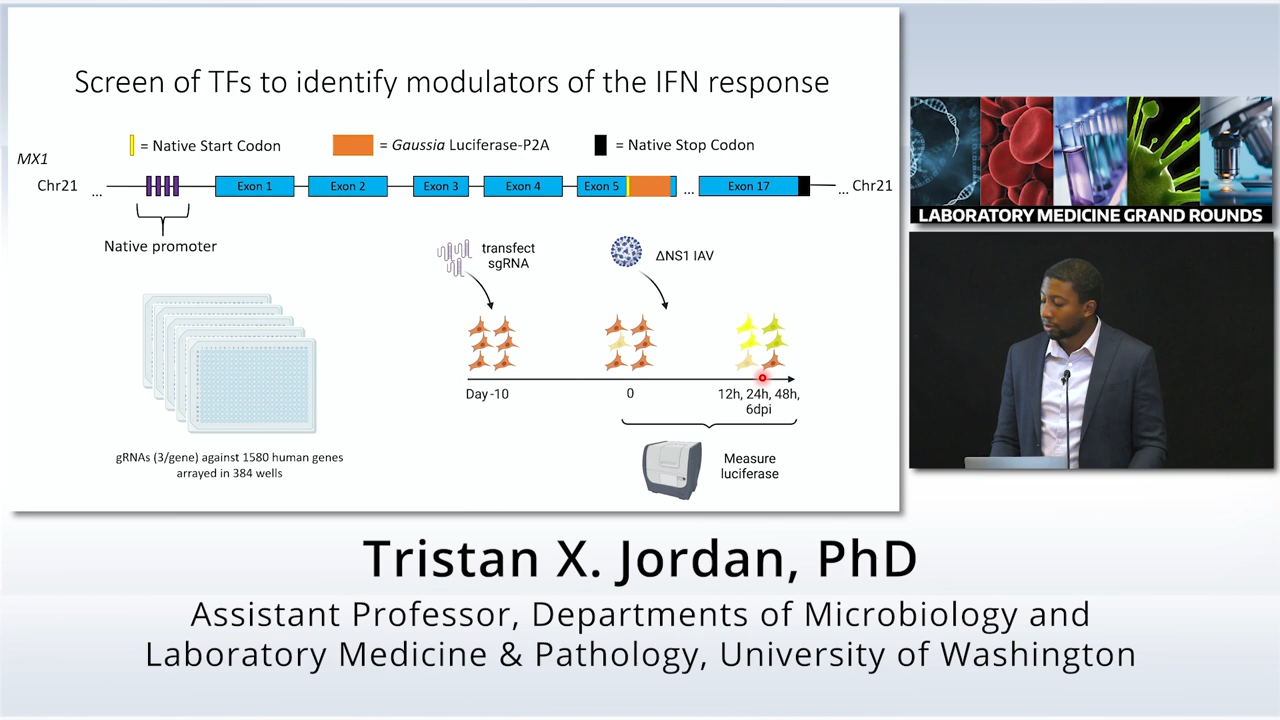 Screen of TFs to identify modulators of the IFN response
= Native Start Codon
= Gaussia Luciferase-P2A
= Native Stop Codon
MX1
Chr21
...
Exon 1
Exon 2
Exon 3
Exon 4
Exon 5
...
Exon 17
... Chr21
Native promoter
transfect
sgRNA
ΔNS1 IAV
Day -10
0
12h, 24h, 48h,
6dpi
gRNAs (3/gene) against 1580 human genes
arrayed in 384 wells
Measure
luciferase
LABORATORY MEDICINE GRAND ROUNDS
Tristan X. Jordan, PhD
Assistant Professor, Departments of Microbiology and
Laboratory Medicine & Pathology, University of Washington